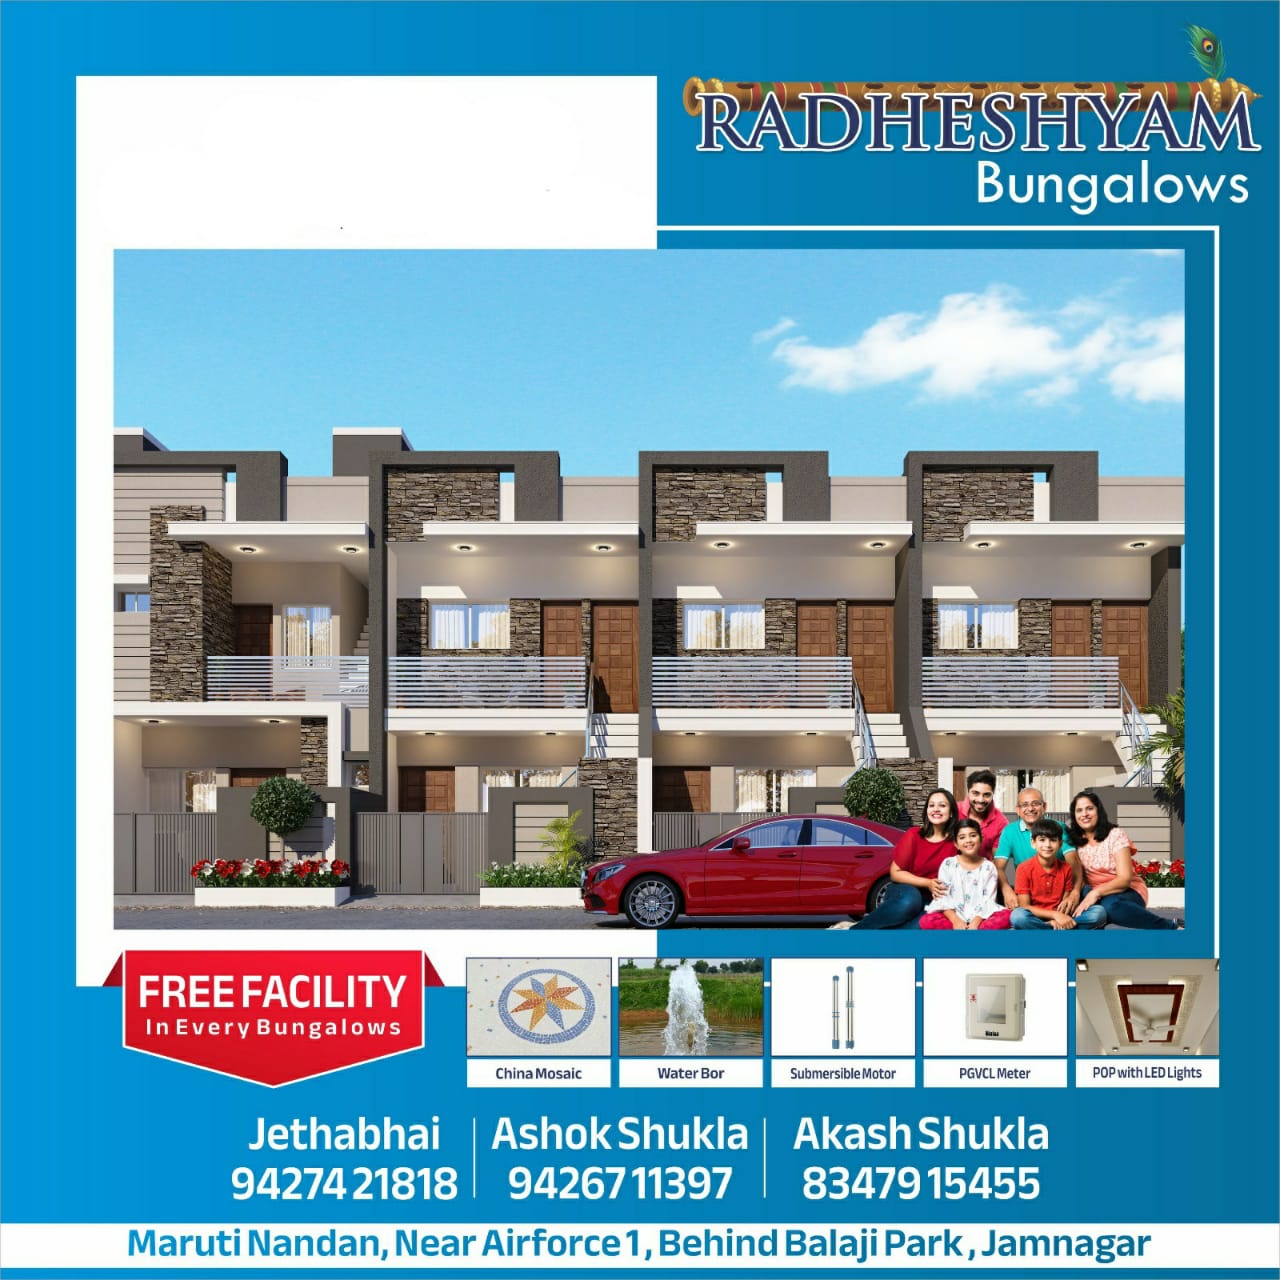 RADHESHYAM
Bungalows
FREE FACILITY
In Every Bungalows
China Mosaic
Water Bor
Submersible Motor
PGVCL Meter
POP with LED Lights
Jethabhai
94274 21818
Ashok Shukla
94267 11397
Akash Shukla
83479 15455
Maruti Nandan, Near Airforce 1, Behind Balaji Park, Jamnagar